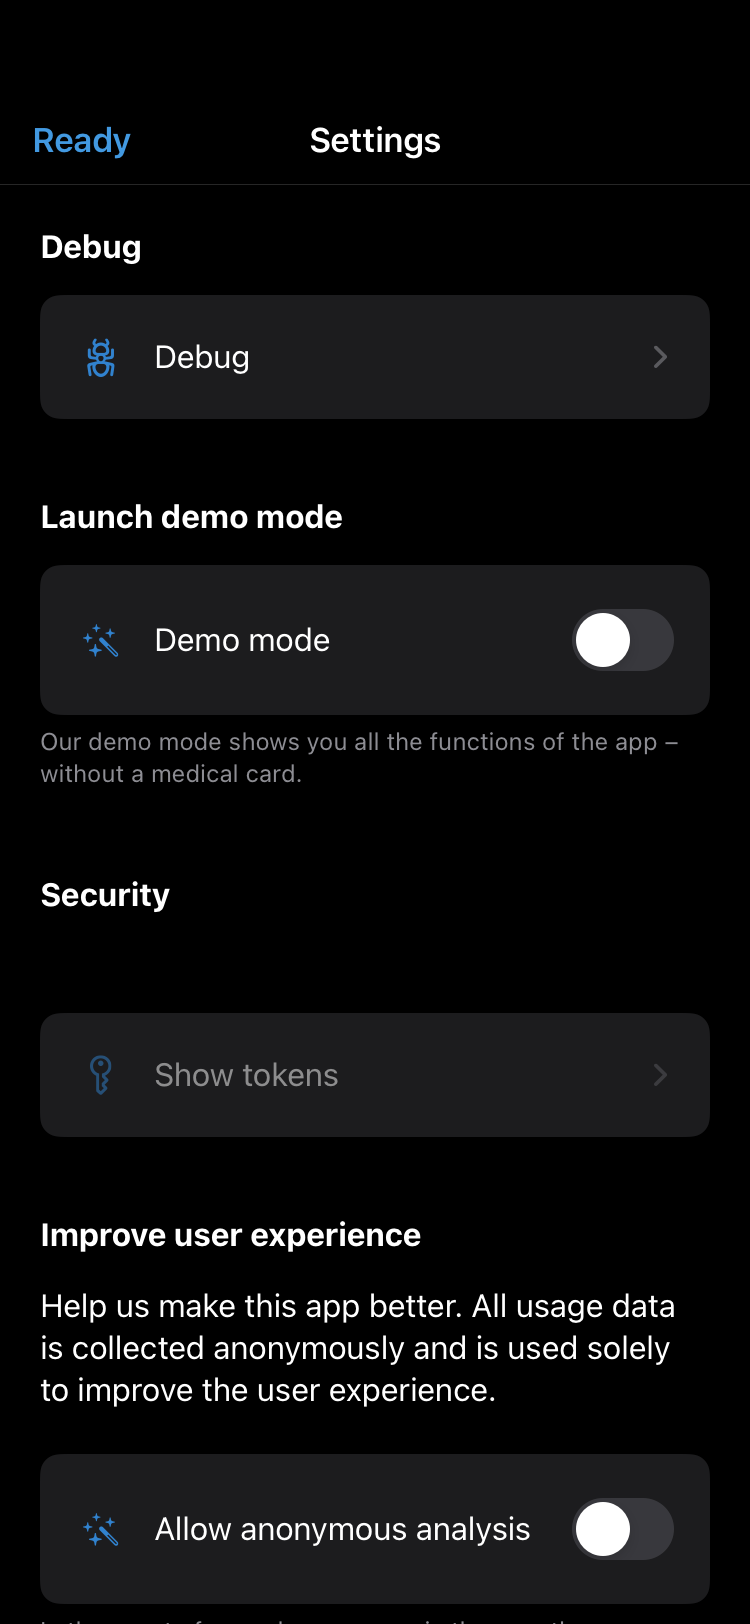 Ready
Settings
Debug
Debug
Launch demo mode
Demo mode
Our demo mode shows you all the functions of the app –
without a medical card.
Security
Show tokens
Improve user experience
Help us make this app better. All usage data
is collected anonymously and is used solely
to improve the user experience.
Allow anonymous analysis